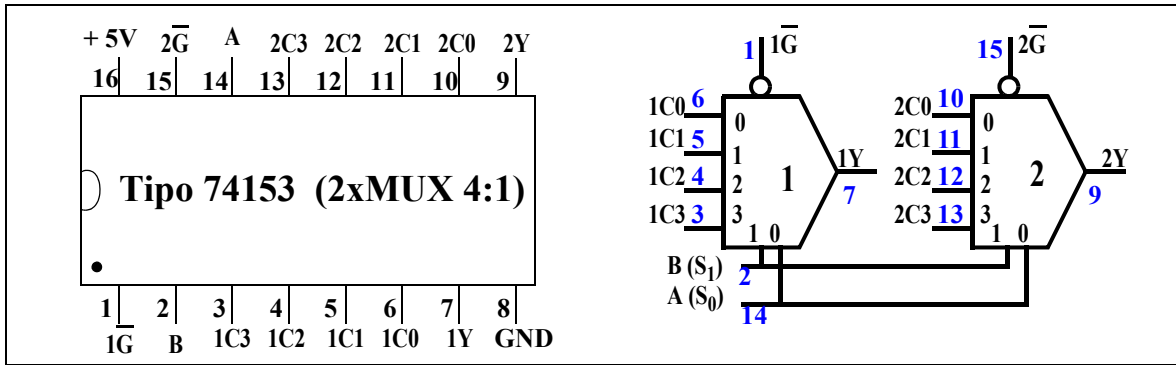 + 5V 2G̅ A 2C3 2C2 2C1 2C0 2Y
16 15 14 13 12 11 10 9
Tipo 74153 (2xMUX 4:1)
1 2 3 4 5 6 7 8
1G̅ B 1C3 1C2 1C1 1C0 1Y GND
1 1G̅
1C0 6 0
1C1 5 1
1C2 4 2
1C3 3 3
1 0
1
1Y
7
15 2G̅
2C0 10 0
2C1 11 1
2C2 12 2
2C3 13 3
1 0
2
2Y
9
B (S₁) 2
A (S₀) 14